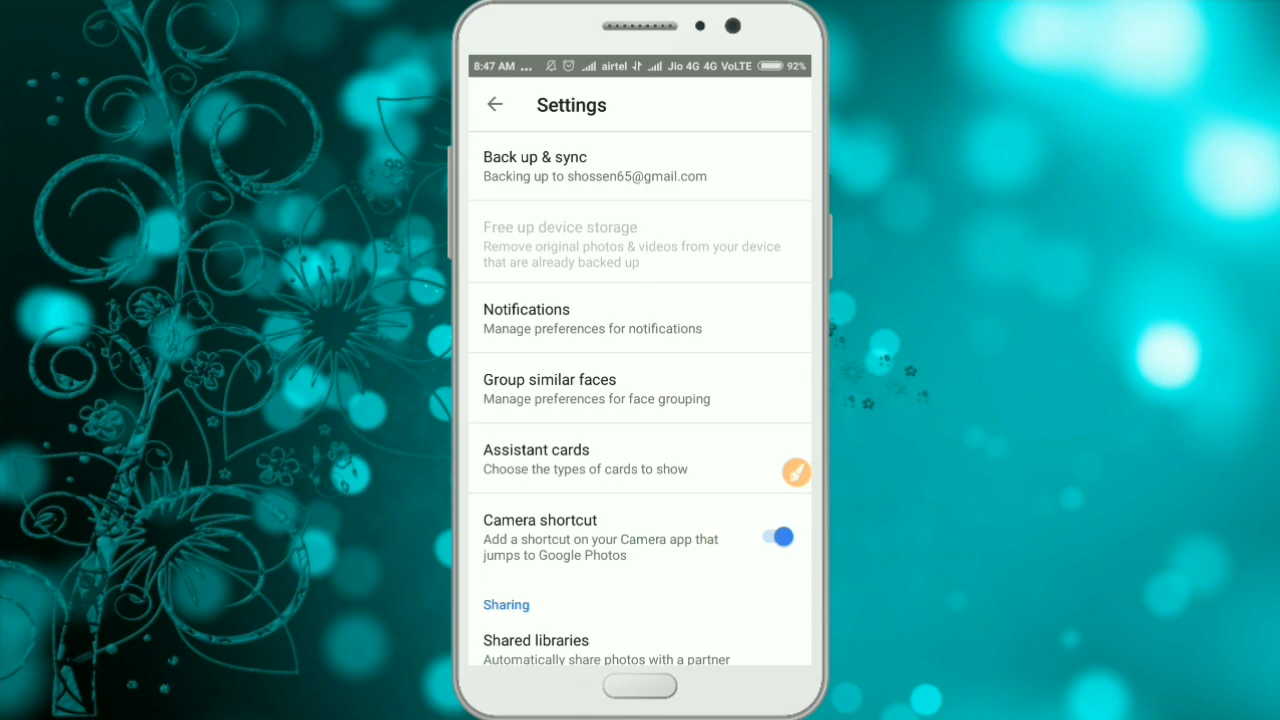 8:47 AM ... airtel Jio 4G 4G VoLTE 92%
Settings
Back up & sync
Backing up to shossen65@gmail.com
Free up device storage
Remove original photos & videos from your device
that are already backed up
Notifications
Manage preferences for notifications
Group similar faces
Manage preferences for face grouping
Assistant cards
Choose the types of cards to show
Camera shortcut
Add a shortcut on your Camera app that
jumps to Google Photos
Sharing
Shared libraries
Automatically share photos with a partner